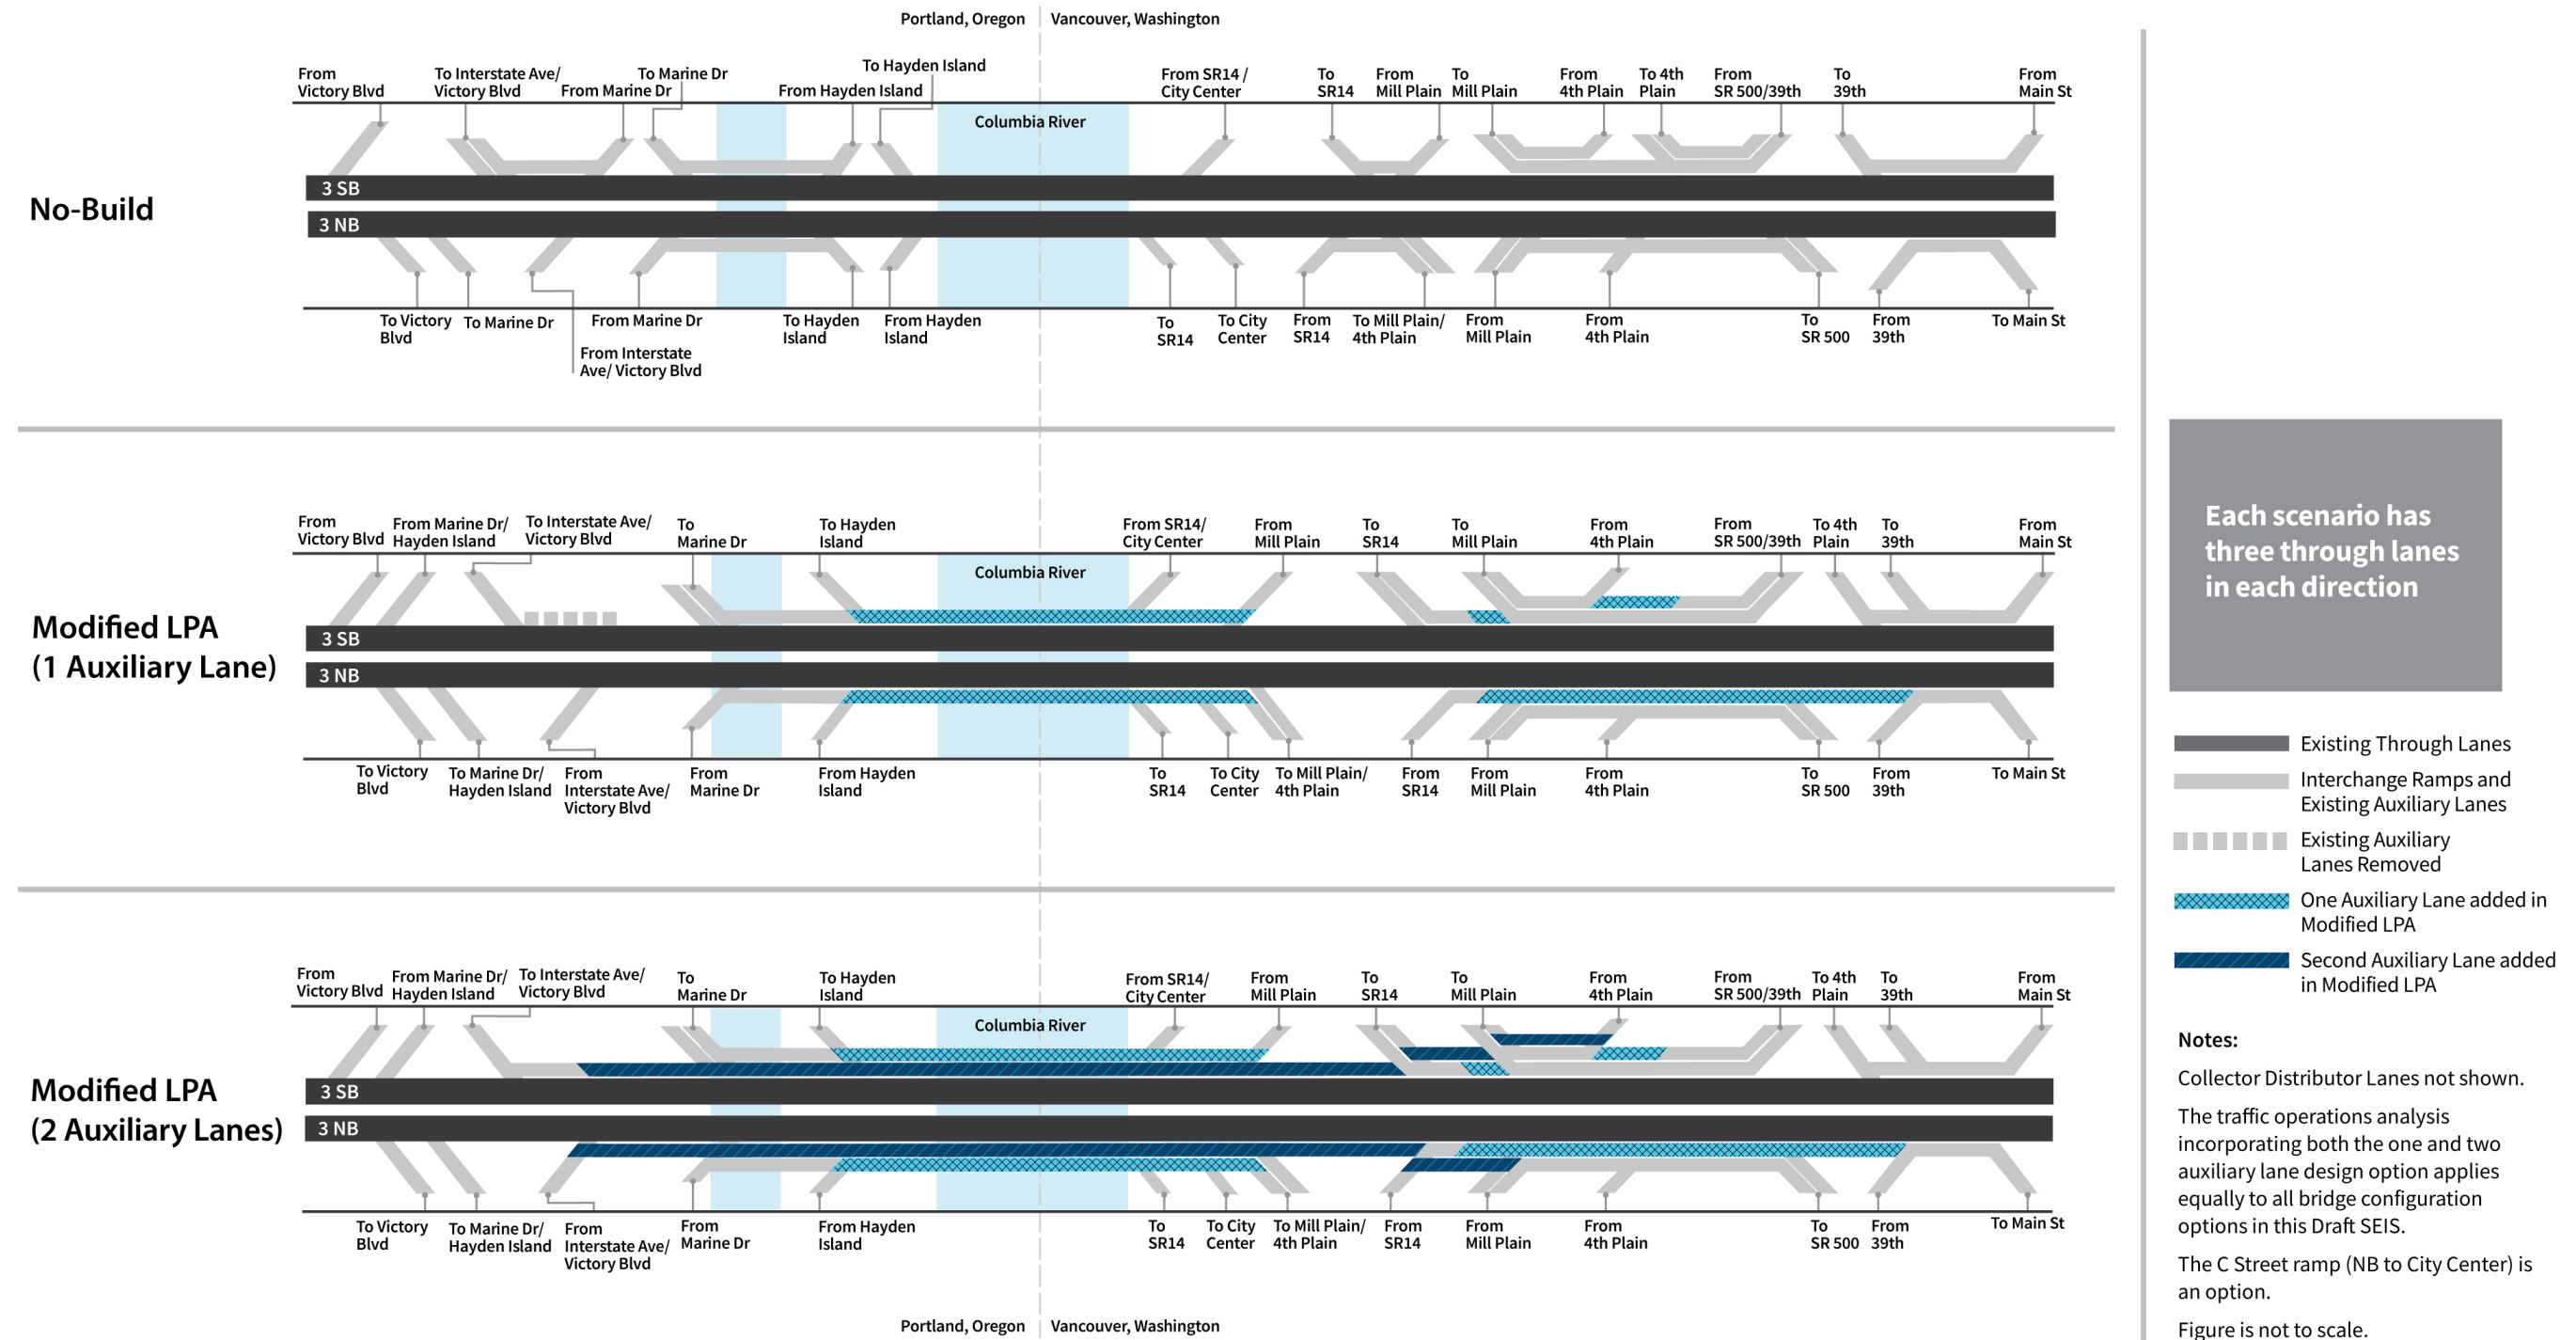 Portland, Oregon
Vancouver, Washington
From
Victory Blvd
To Interstate Ave/
Victory Blvd
From Marine Dr
To Marine Dr
From Hayden Island
To Hayden Island
From SR14 /
City Center
To
SR14
From
Mill Plain
To
Mill Plain
From
4th Plain
To 4th
Plain
From
SR 500/39th
To
39th
From
Main St
Columbia River
No-Build
3 SB
3 NB
To Victory
Blvd
To Marine Dr
From Interstate
Ave/ Victory Blvd
From Marine Dr
To Hayden
Island
From Hayden
Island
To
SR14
To City
Center
From
SR14
To Mill Plain/
4th Plain
From
Mill Plain
From
4th Plain
To
SR 500
From
39th
To Main St
From
Victory Blvd
From Marine Dr/
Hayden Island
To Interstate Ave/
Victory Blvd
To
Marine Dr
To Hayden
Island
From SR14/
City Center
From
Mill Plain
To
SR14
To
Mill Plain
From
4th Plain
From
SR 500/39th
To 4th
Plain
To
39th
From
Main St
Columbia River
Modified LPA
(1 Auxiliary Lane)
3 SB
3 NB
To Victory
Blvd
To Marine Dr/
Hayden Island
From
Interstate Ave/
Victory Blvd
From
Marine Dr
From Hayden
Island
To
SR14
To City
Center
To Mill Plain/
4th Plain
From
SR14
From
Mill Plain
From
4th Plain
To
SR 500
From
39th
To Main St
From
Victory Blvd
From Marine Dr/
Hayden Island
To Interstate Ave/
Victory Blvd
To
Marine Dr
To Hayden
Island
From SR14/
City Center
From
Mill Plain
To
SR14
To
Mill Plain
From
4th Plain
From
SR 500/39th
To 4th
Plain
To
39th
From
Main St
Columbia River
Modified LPA
(2 Auxiliary Lanes)
3 SB
3 NB
To Victory
Blvd
To Marine Dr/
Hayden Island
From
Interstate Ave/
Victory Blvd
From
Marine Dr
From Hayden
Island
To
SR14
To City
Center
To Mill Plain/
4th Plain
From
SR14
From
Mill Plain
From
4th Plain
To
SR 500
From
39th
To Main St
Portland, Oregon
Vancouver, Washington
Each scenario has
three through lanes
in each direction
Existing Through Lanes
Interchange Ramps and
Existing Auxiliary Lanes
Existing Auxiliary
Lanes Removed
One Auxiliary Lane added in
Modified LPA
Second Auxiliary Lane added
in Modified LPA
Notes:
Collector Distributor Lanes not shown.
The traffic operations analysis
incorporating both the one and two
auxiliary lane design option applies
equally to all bridge configuration
options in this Draft SEIS.
The C Street ramp (NB to City Center) is
an option.
Figure is not to scale.